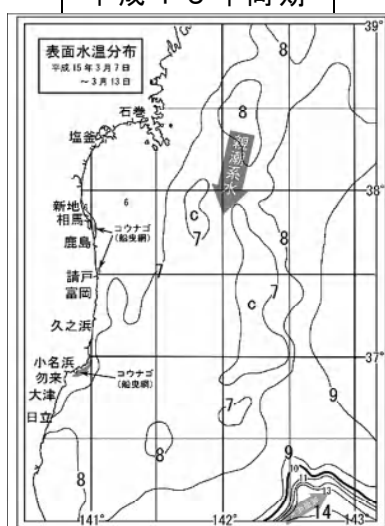 平成15年同期
表面水温分布
平成15年3月7日
～3月13日
39°
8
石巻
8
塩釜
親潮系水
38°
6
新地
相馬
コウナゴ
(船曳網)
c
鹿島
7
8
請戸
7
7
富岡
c
久之浜
小名浜
37°
勿来
コウナゴ
(船曳網)
大津
9
日立
7
8
8
9
10
11
13
14
141°
142°
143°